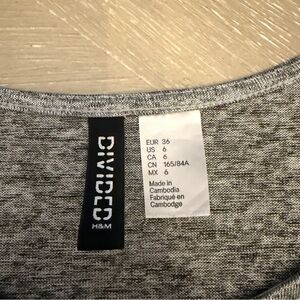 DIVIDED
H&M
EUR 36
US 6
CA 6
CN 165/84A
MX 6
Made in
Cambodia
Fabriqué en
Cambodge